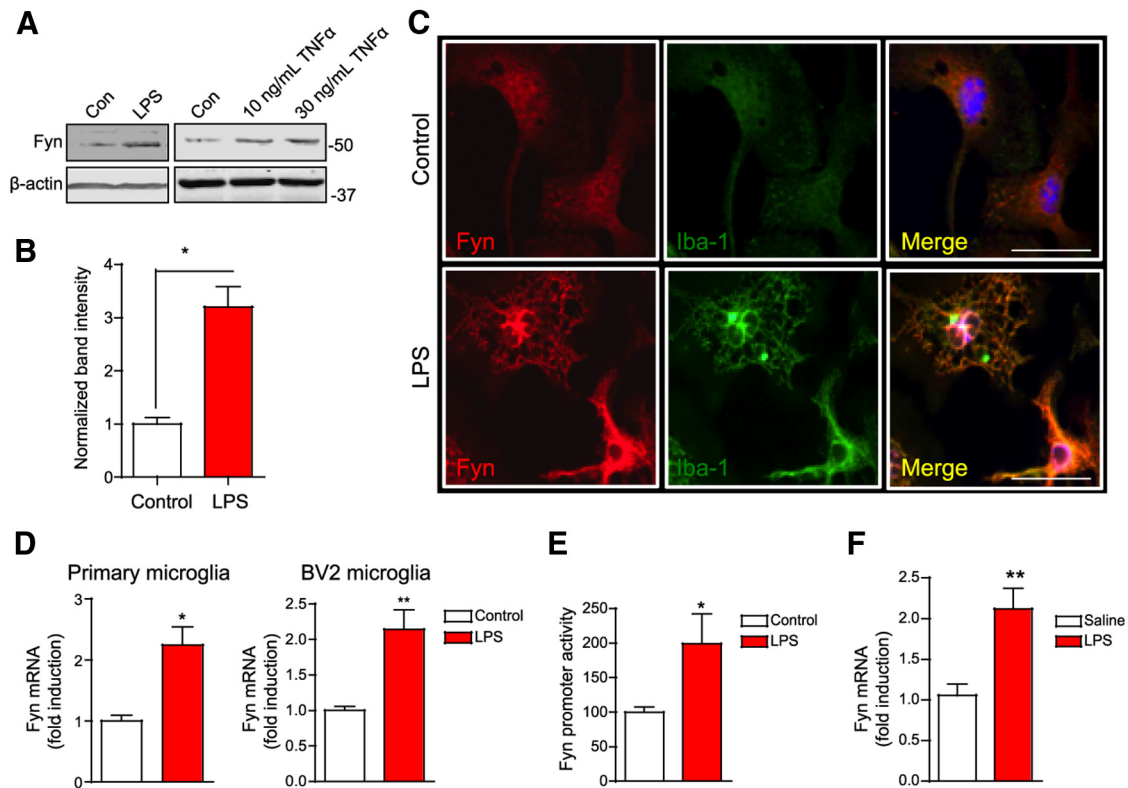 A
Con
LPS
Con
10 ng/mL TNFα
30 ng/mL TNFα
Fyn
-50
β-actin
-37
B
*
Normalized band intensity
4
3
2
1
0
Control
LPS
C
Control
Fyn
Iba-1
Merge
LPS
Fyn
Iba-1
Merge
D
Primary microglia
Fyn mRNA
(fold induction)
3
2
1
0
*
BV2 microglia
Fyn mRNA
(fold induction)
2.5
2.0
1.5
1.0
0.5
0.0
**
Control
LPS
E
Fyn promoter activity
250
200
150
100
50
0
*
Control
LPS
F
Fyn mRNA
(fold induction)
2.5
2.0
1.5
1.0
0.5
0.0
**
Saline
LPS